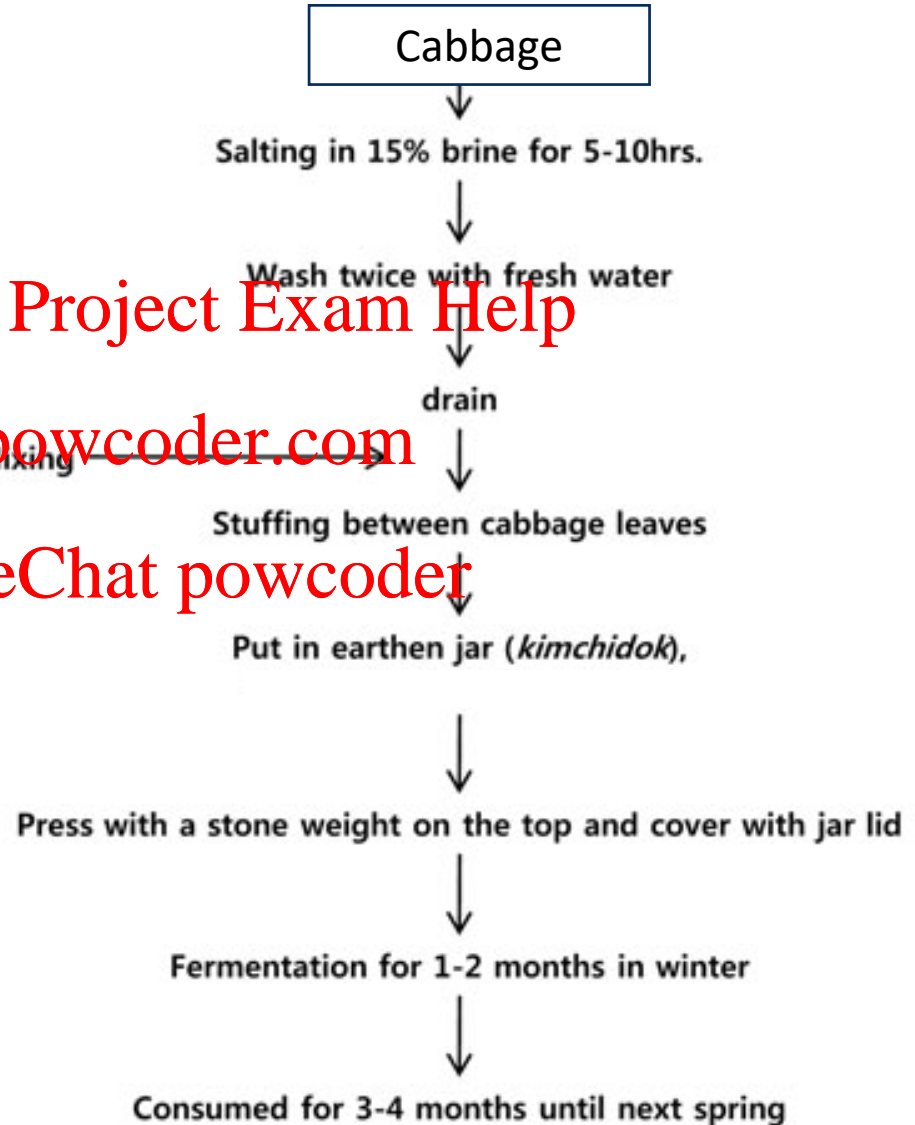 Cabbage
Salting in 15% brine for 5-10hrs.
Wash twice with fresh water
Project Exam Help
drain
powcoder.com
Stuffing between cabbage leaves
eChat powcoder
Put in earthen jar (kimchidok),
Press with a stone weight on the top and cover with jar lid
Fermentation for 1-2 months in winter
Consumed for 3-4 months until next spring